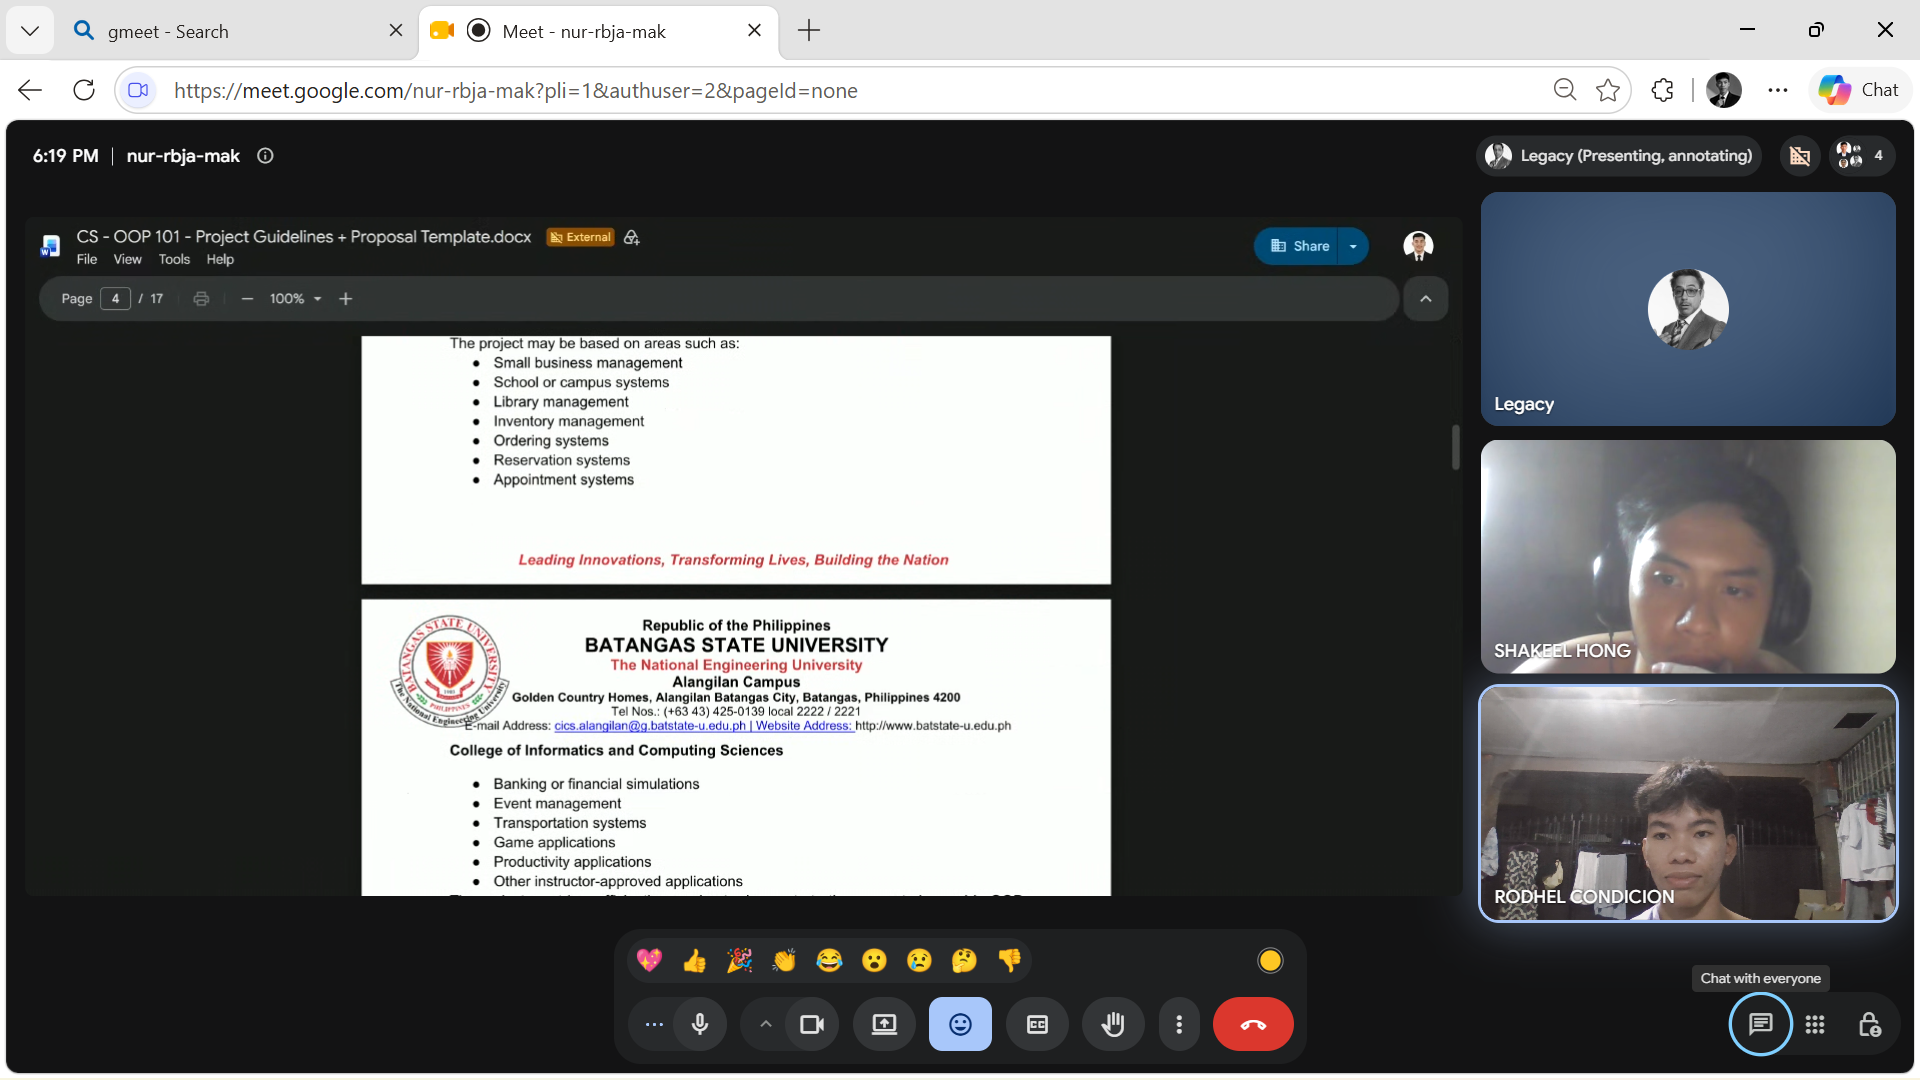 gmeet - Search
Meet - nur-rbja-mak
https://meet.google.com/nur-rbja-mak?pli=1&authuser=2&pageId=none
Chat
6:19 PM | nur-rbja-mak
Legacy (Presenting, annotating)
4
CS - OOP 101 - Project Guidelines + Proposal Template.docx
External
File View Tools Help
Share
Page 4 / 17
100%
The project may be based on areas such as:
● Small business management
● School or campus systems
● Library management
● Inventory management
● Ordering systems
● Reservation systems
● Appointment systems
Leading Innovations, Transforming Lives, Building the Nation
BATANGAS STATE UNIVERSITY
The National Engineering University
PHILIPPINES
Republic of the Philippines
BATANGAS STATE UNIVERSITY
The National Engineering University
Alangilan Campus
Golden Country Homes, Alangilan Batangas City, Batangas, Philippines 4200
Tel Nos.: (+63 43) 425-0139 local 2222 / 2221
E-mail Address: cics.alangilan@g.batstate-u.edu.ph | Website Address: http://www.batstate-u.edu.ph
College of Informatics and Computing Sciences
● Banking or financial simulations
● Event management
● Transportation systems
● Game applications
● Productivity applications
● Other instructor-approved applications
Legacy
SHAKEEL HONG
RODHEL CONDICION
Chat with everyone